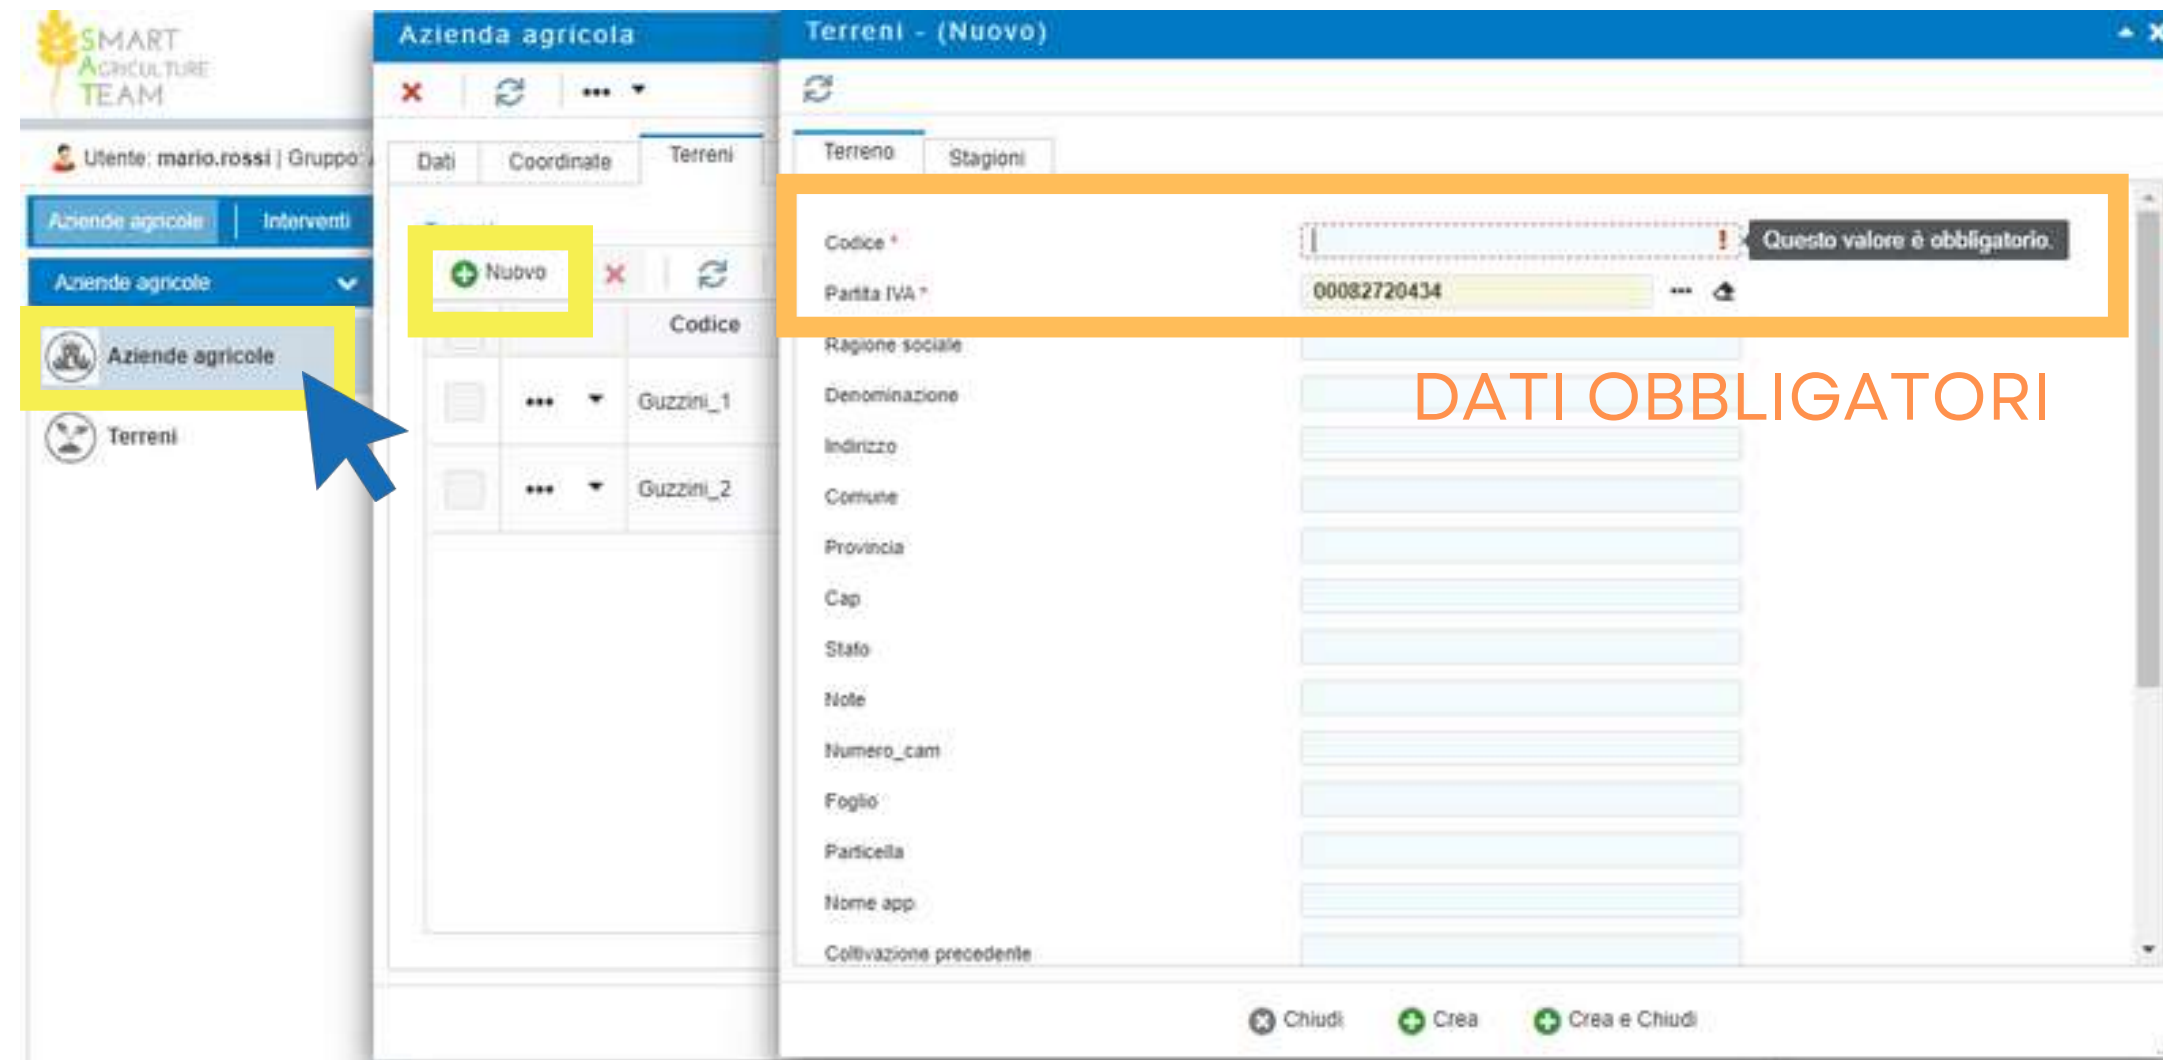 SMART
AGRICULTURE
TEAM
Utente: mario.rossi | Gruppo:
Aziende agricole
Interventi
Aziende agricole
Aziende agricole
Terreni
Azienda agricola
Dati
Coordinate
Terreni
Nuovo
Codice
Guzzini_1
Guzzini_2
Terreni - (Nuovo)
Terreno
Stagioni
Codice *
Questo valore è obbligatorio.
Partita IVA *
00082720434
Ragione sociale
DATI OBBLIGATORI
Denominazione
Indirizzo
Comune
Provincia
Cap
Stato
Note
Numero_cam
Foglio
Particella
Nome app
Coltivazione precedente
Chiudi
Crea
Crea e Chiudi